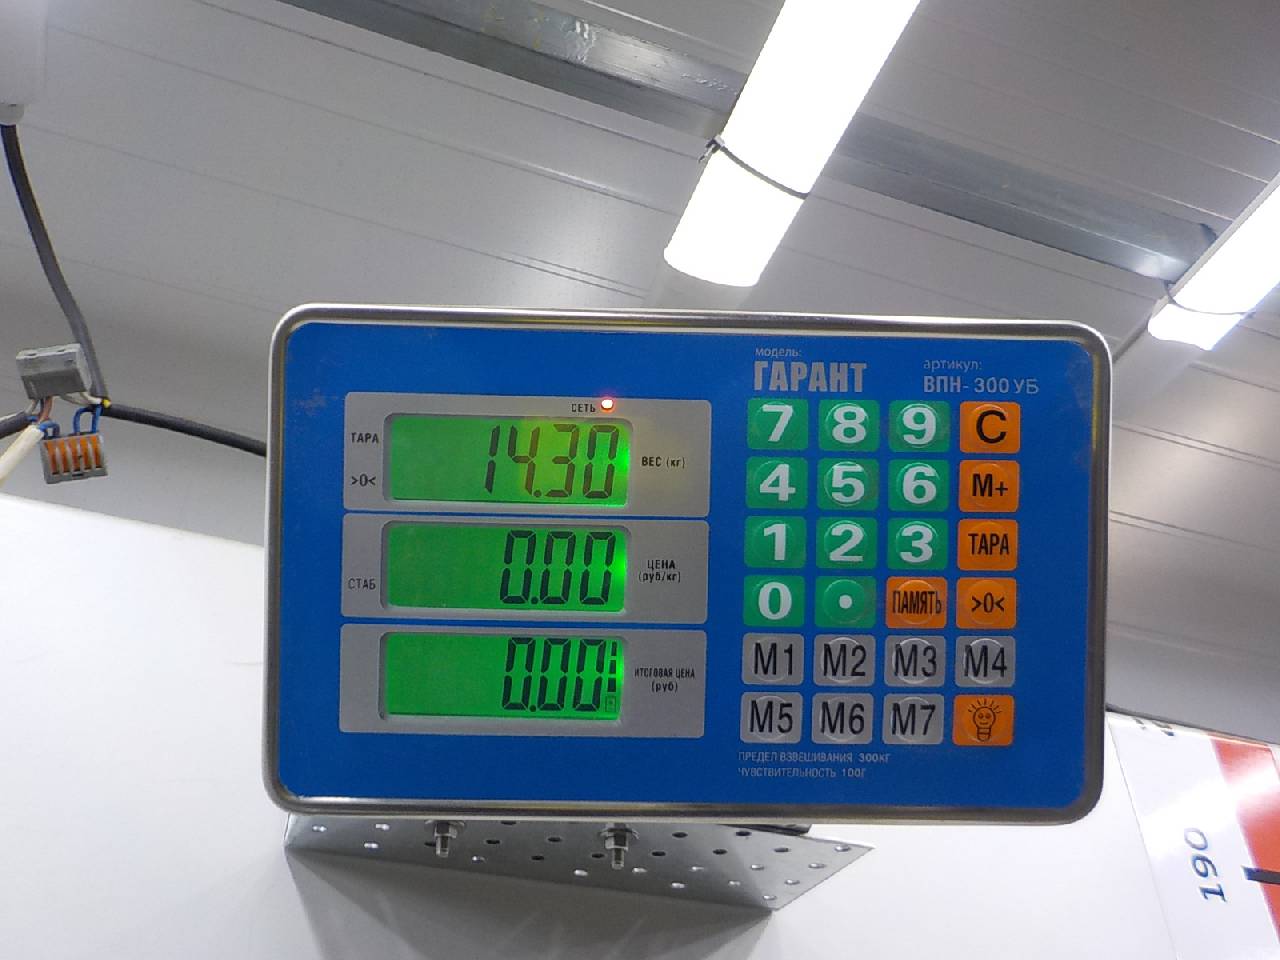 модель:
ГАРАНТ
артикул:
ВПН- 300 УБ
СЕТЬ
ТАРА
>0<
14.30
ВЕС (кг)
СТАБ
0.00
ЦЕНА
(руб/кг)
0.00
ИТОГОВАЯ ЦЕНА
(руб)
7 8 9 C
4 5 6 M+
1 2 3 ТАРА
0 . ПАМЯТЬ >0<
M1 M2 M3 M4
M5 M6 M7
ПРЕДЕЛ ВЗВЕШИВАНИЯ 300КГ
ЧУВСТВИТЕЛЬНОСТЬ 100Г
190